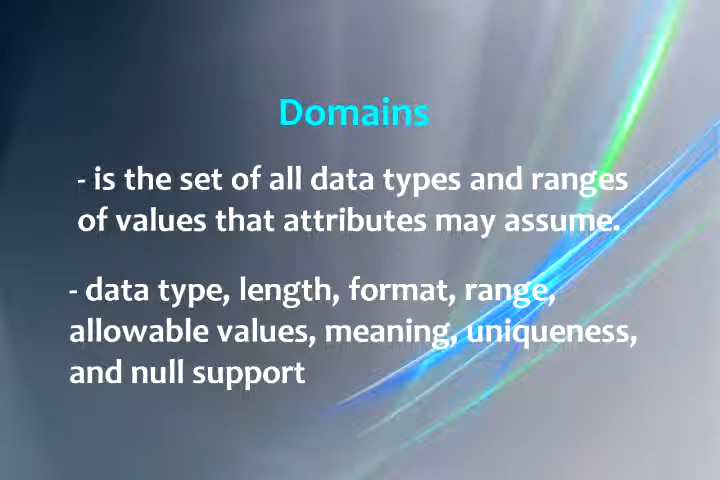 Domains
- is the set of all data types and ranges
of values that attributes may assume.
- data type, length, format, range,
allowable values, meaning, uniqueness,
and null support